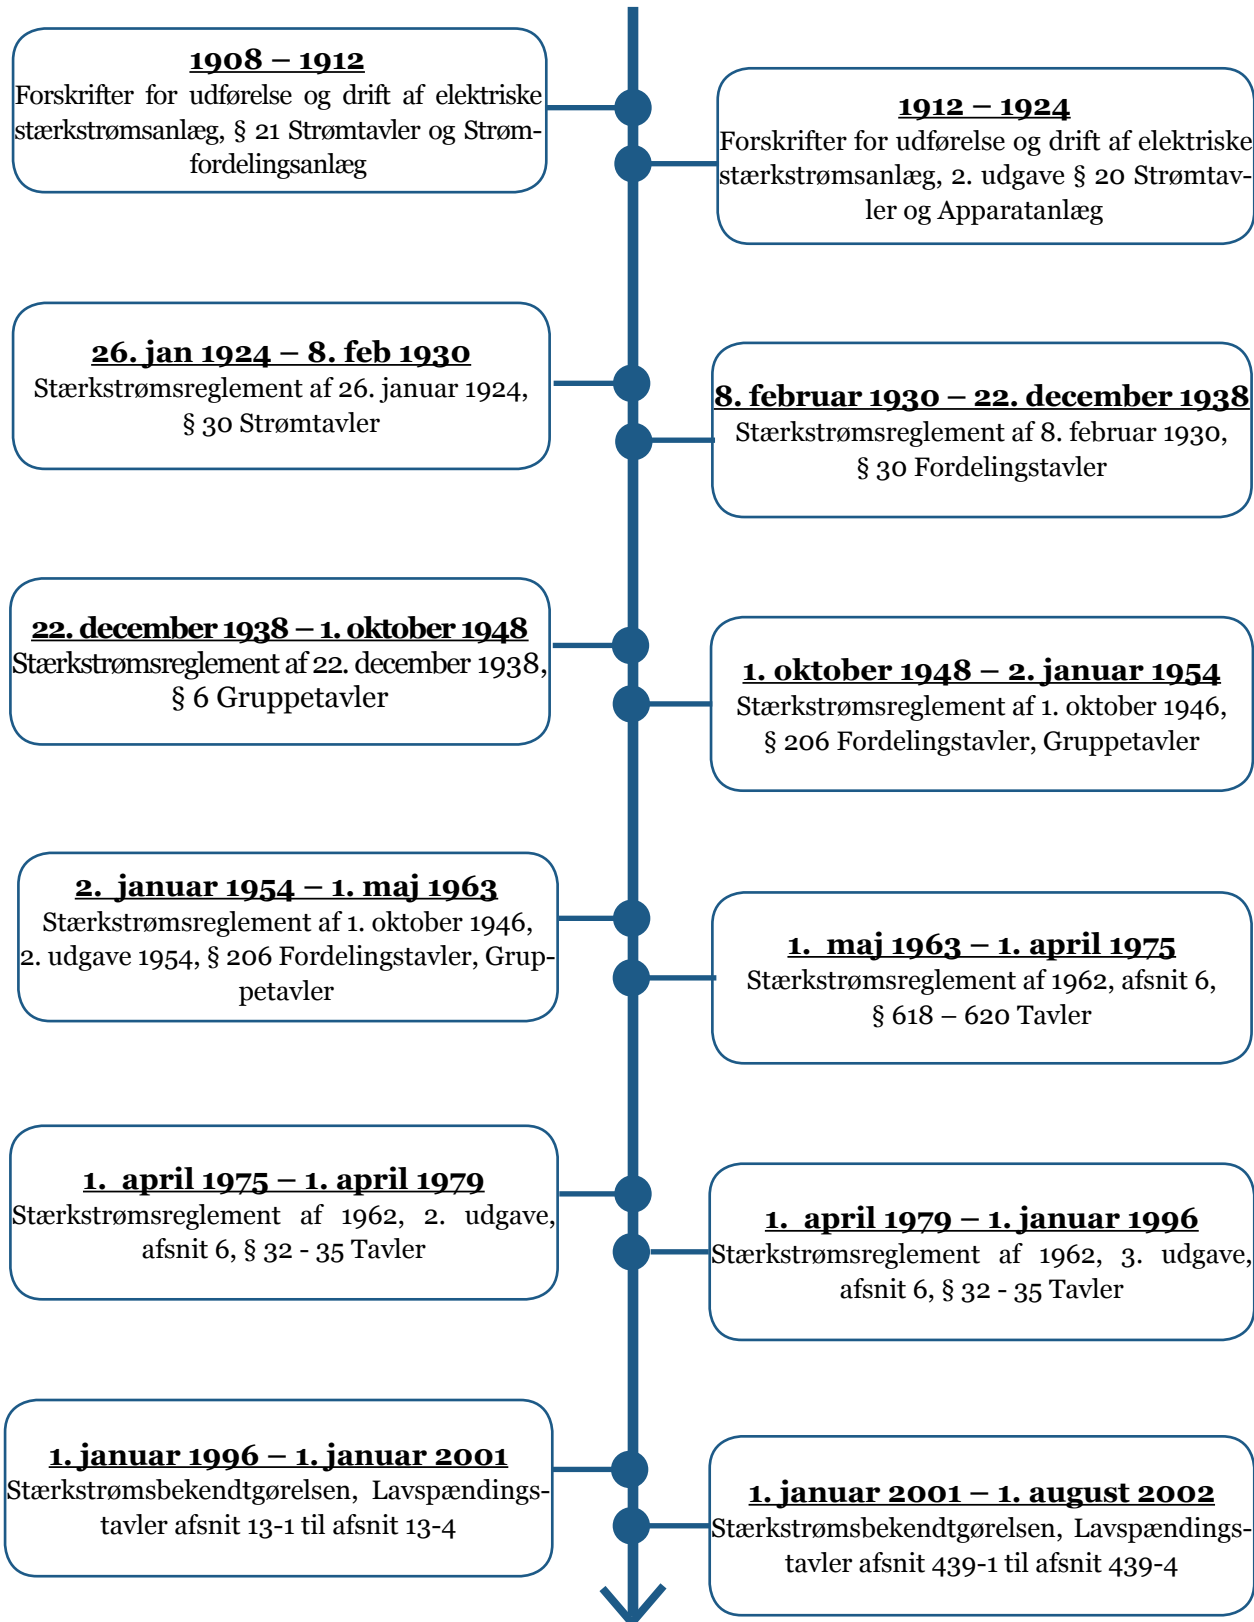 1908 – 1912
Forskrifter for udførelse og drift af elektriske
stærkstrømsanlæg, § 21 Strømtavler og Strøm-
fordelingsanlæg
1912 – 1924
Forskrifter for udførelse og drift af elektriske
stærkstrømsanlæg, 2. udgave § 20 Strømtav-
ler og Apparatanlæg
26. jan 1924 – 8. feb 1930
Stærkstrømsreglement af 26. januar 1924,
§ 30 Strømtavler
8. februar 1930 – 22. december 1938
Stærkstrømsreglement af 8. februar 1930,
§ 30 Fordelingstavler
22. december 1938 – 1. oktober 1948
Stærkstrømsreglement af 22. december 1938,
§ 6 Gruppetavler
1. oktober 1948 – 2. januar 1954
Stærkstrømsreglement af 1. oktober 1946,
§ 206 Fordelingstavler, Gruppetavler
2. januar 1954 – 1. maj 1963
Stærkstrømsreglement af 1. oktober 1946,
2. udgave 1954, § 206 Fordelingstavler, Grup-
petavler
1. maj 1963 – 1. april 1975
Stærkstrømsreglement af 1962, afsnit 6,
§ 618 – 620 Tavler
1. april 1975 – 1. april 1979
Stærkstrømsreglement af 1962, 2. udgave,
afsnit 6, § 32 - 35 Tavler
1. april 1979 – 1. januar 1996
Stærkstrømsreglement af 1962, 3. udgave,
afsnit 6, § 32 - 35 Tavler
1. januar 1996 – 1. januar 2001
Stærkstrømsbekendtgørelsen, Lavspændings-
tavler afsnit 13-1 til afsnit 13-4
1. januar 2001 – 1. august 2002
Stærkstrømsbekendtgørelsen, Lavspændings-
tavler afsnit 439-1 til afsnit 439-4